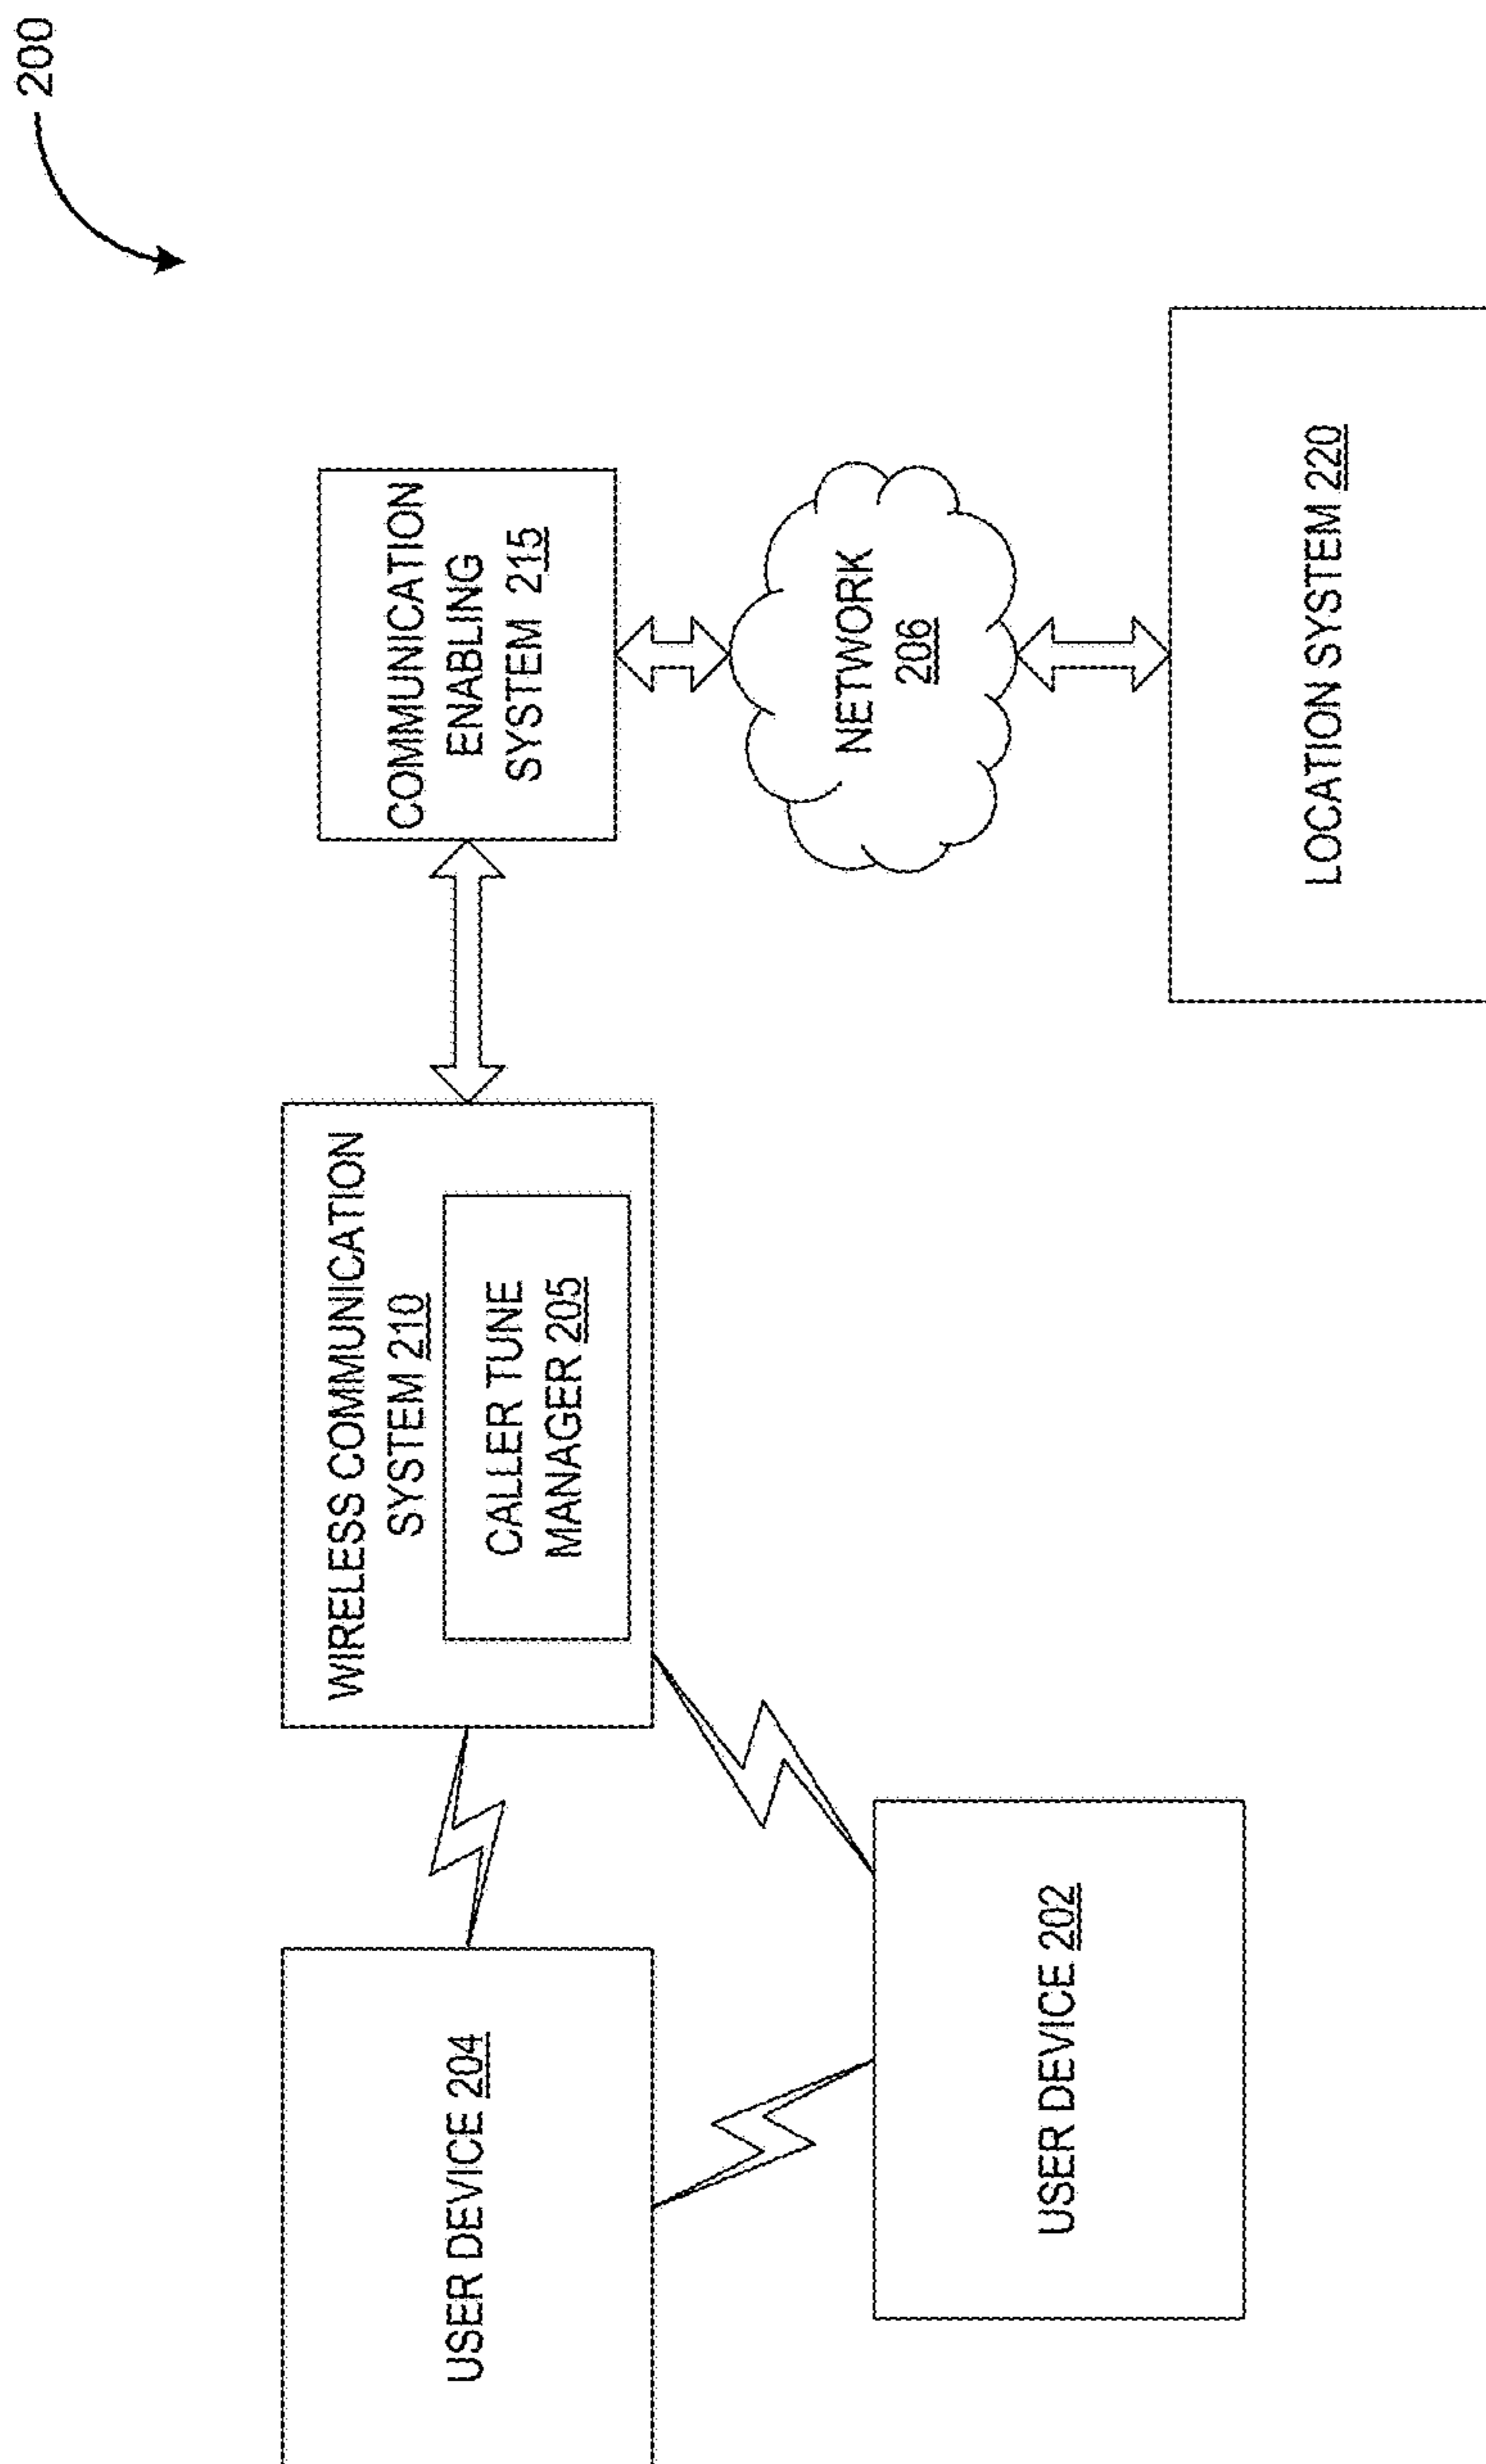 200
USER DEVICE 204
WIRELESS COMMUNICATION
SYSTEM 210
CALLER TUNE
MANAGER 205
COMMUNICATION
ENABLING
SYSTEM 215
USER DEVICE 202
NETWORK
206
LOCATION SYSTEM 220